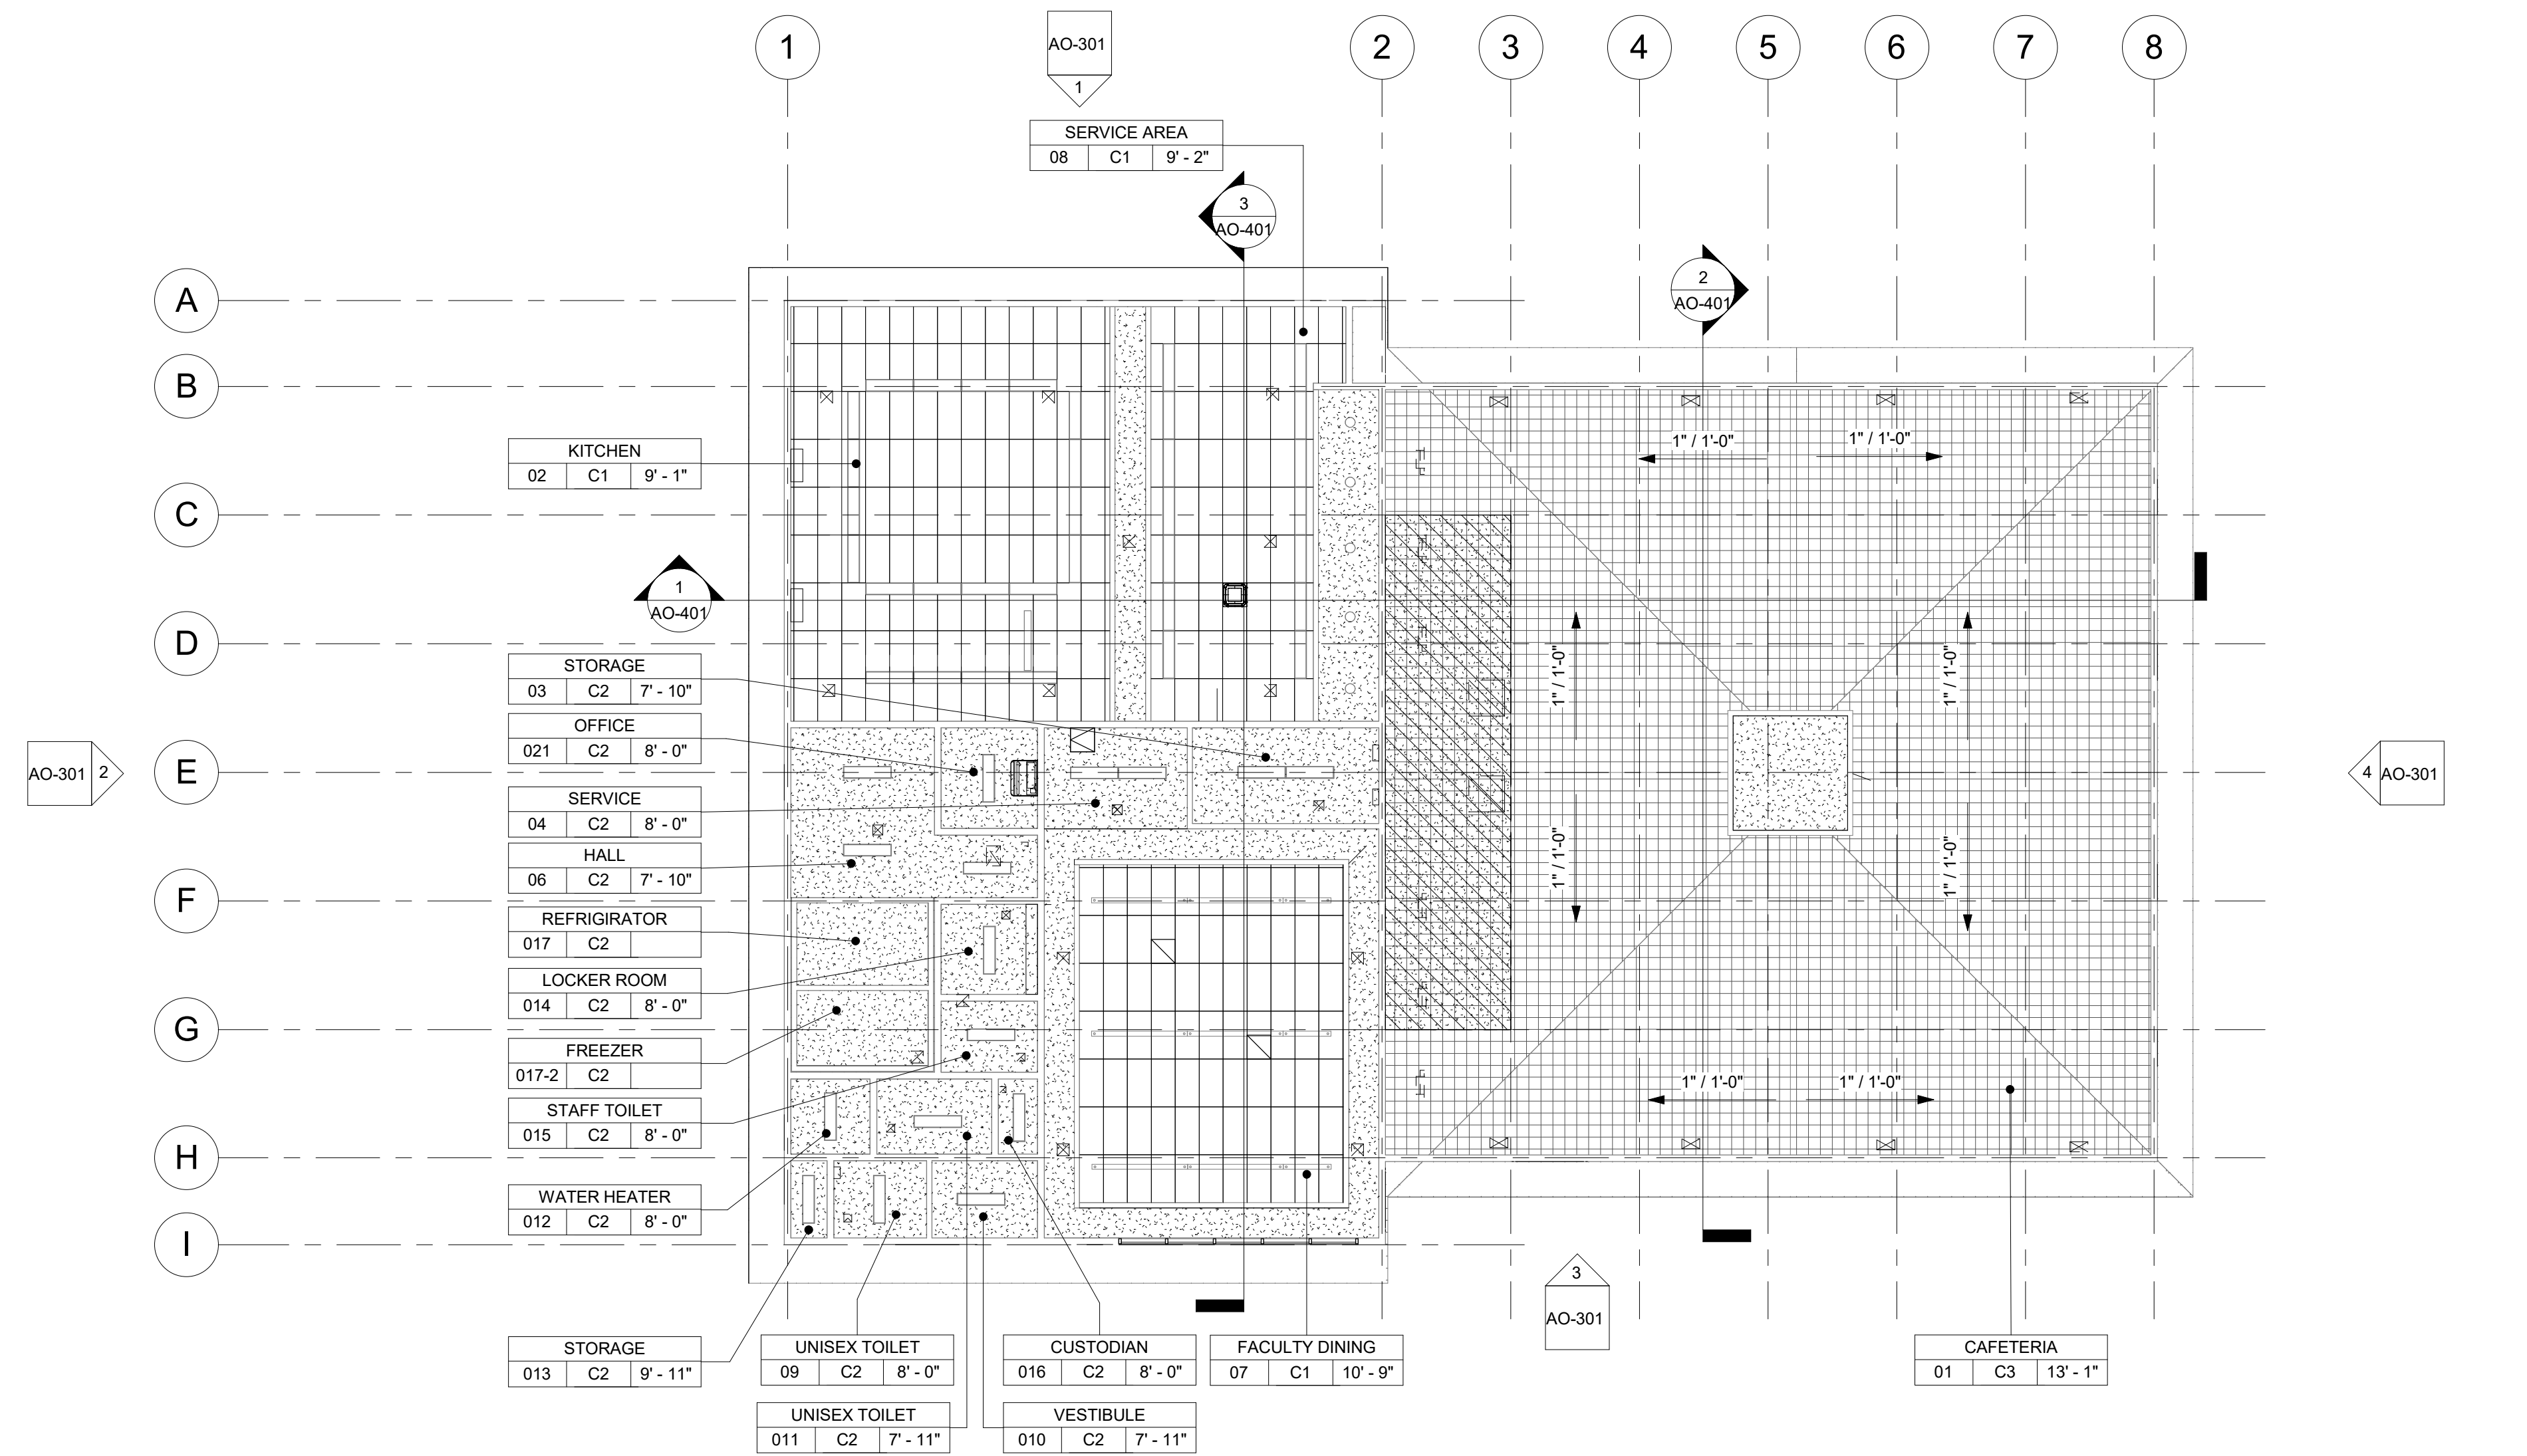 1
AO-301
1
2
3
4
5
6
7
8
SERVICE AREA
08 C1 9' - 2"
3
AO-401
2
AO-401
A
B
1" / 1'-0"
1" / 1'-0"
KITCHEN
02 C1 9' - 1"
C
1
AO-401
D
STORAGE
03 C2 7' - 10"
1" / 1'-0"
1" / 1'-0"
OFFICE
021 C2 8' - 0"
AO-301 2
E
4 AO-301
SERVICE
04 C2 8' - 0"
HALL
06 C2 7' - 10"
1" / 1'-0"
1" / 1'-0"
F
REFRIGIRATOR
017 C2
LOCKER ROOM
014 C2 8' - 0"
G
FREEZER
017-2 C2
1" / 1'-0"
1" / 1'-0"
STAFF TOILET
015 C2 8' - 0"
H
WATER HEATER
012 C2 8' - 0"
I
3
AO-301
STORAGE
013 C2 9' - 11"
UNISEX TOILET
09 C2 8' - 0"
CUSTODIAN
016 C2 8' - 0"
FACULTY DINING
07 C1 10' - 9"
CAFETERIA
01 C3 13' - 1"
UNISEX TOILET
011 C2 7' - 11"
VESTIBULE
010 C2 7' - 11"